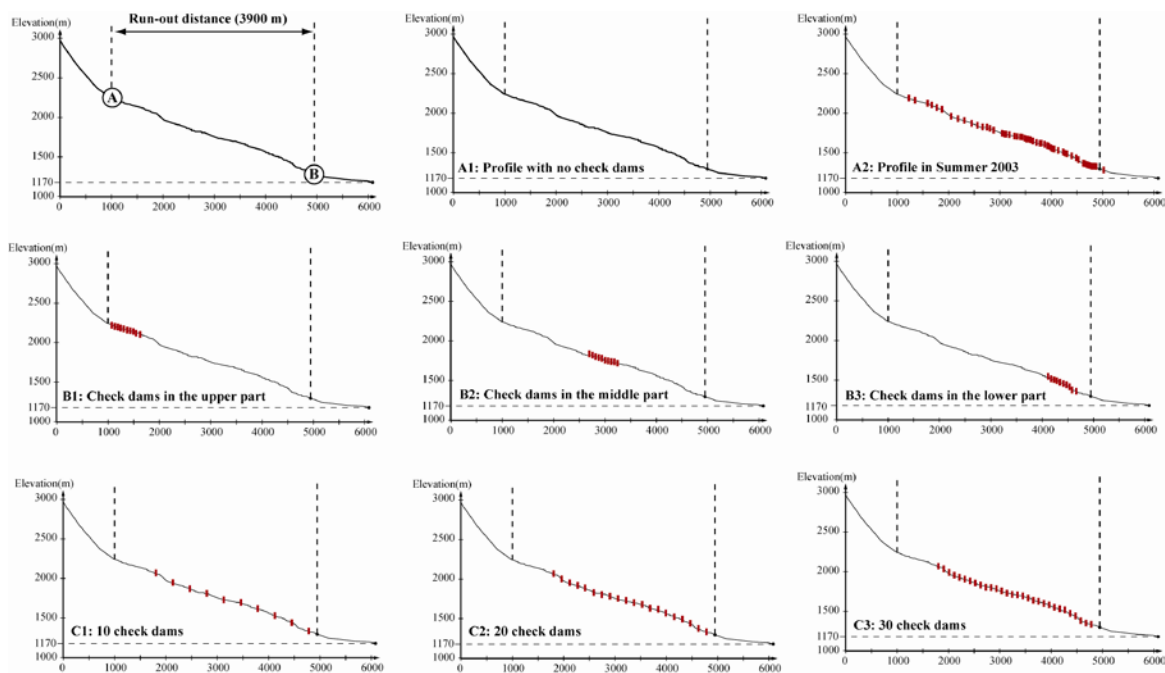 Elevation(m)
Run-out distance (3900 m)
3000
2500
A
2000
1500
B
1170
1000
0 1000 2000 3000 4000 5000 6000
Elevation(m)
3000
2500
2000
1500
A1: Profile with no check dams
1170
1000
0 1000 2000 3000 4000 5000 6000
Elevation(m)
3000
2500
2000
1500
A2: Profile in Summer 2003
1170
1000
0 1000 2000 3000 4000 5000 6000
Elevation(m)
3000
2500
2000
1500
B1: Check dams in the upper part
1170
1000
0 1000 2000 3000 4000 5000 6000
Elevation(m)
3000
2500
2000
1500
B2: Check dams in the middle part
1170
1000
0 1000 2000 3000 4000 5000 6000
Elevation(m)
3000
2500
2000
1500
B3: Check dams in the lower part
1170
1000
0 1000 2000 3000 4000 5000 6000
Elevation(m)
3000
2500
2000
1500
C1: 10 check dams
1170
1000
0 1000 2000 3000 4000 5000 6000
Elevation(m)
3000
2500
2000
1500
C2: 20 check dams
1170
1000
0 1000 2000 3000 4000 5000 6000
Elevation(m)
3000
2500
2000
1500
C3: 30 check dams
1170
1000
0 1000 2000 3000 4000 5000 6000